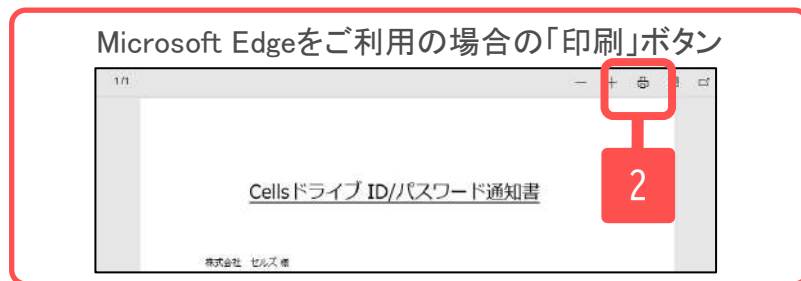 Microsoft Edgeをご利用の場合の「印刷」ボタン
1/1
2
Cellsドライブ ID/パスワード通知書
株式会社 セルズ 様